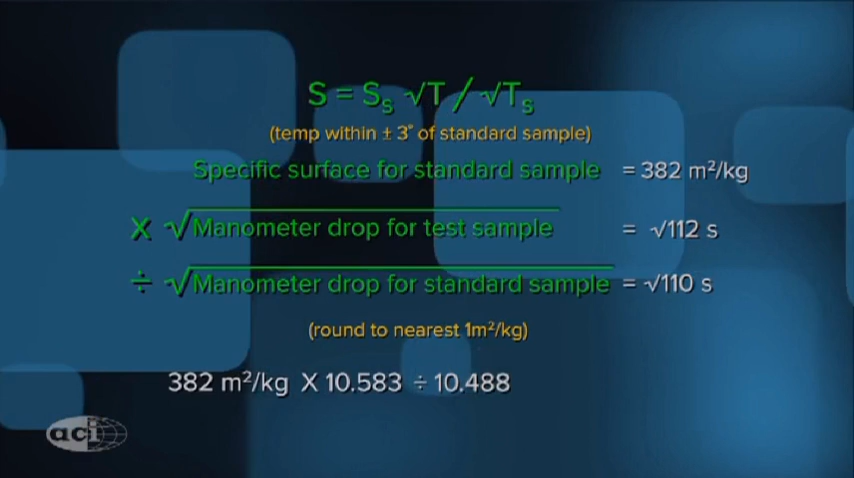 S = Sₛ √T / √Tₛ
(temp within ± 3° of standard sample)
Specific surface for standard sample = 382 m²/kg
X √Manometer drop for test sample = √112 s
÷ √Manometer drop for standard sample = √110 s
(round to nearest 1m²/kg)
382 m²/kg X 10.583 ÷ 10.488
aci